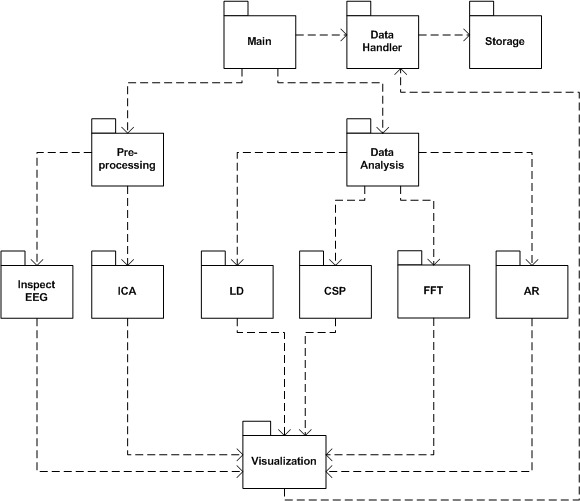 Main
Data
Handler
Storage
Pre-
processing
Data
Analysis
Inspect
EEG
ICA
LD
CSP
FFT
AR
Visualization